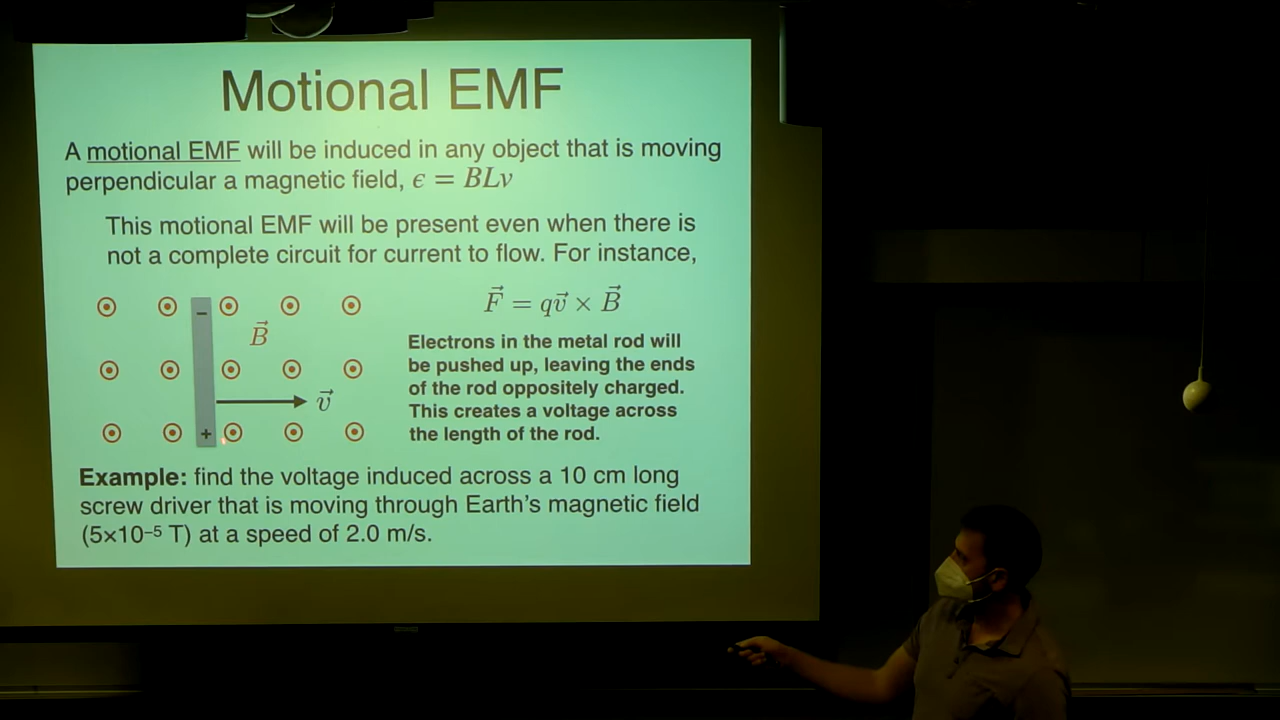 Motional EMF
A motional EMF will be induced in any object that is moving
perpendicular a magnetic field, ϵ = BLv
This motional EMF will be present even when there is
not a complete circuit for current to flow. For instance,
F⃗ = qv⃗ × B⃗
−
B⃗
Electrons in the metal rod will
be pushed up, leaving the ends
of the rod oppositely charged.
This creates a voltage across
the length of the rod.
v⃗
+
Example: find the voltage induced across a 10 cm long
screw driver that is moving through Earth's magnetic field
(5×10⁻⁵ T) at a speed of 2.0 m/s.